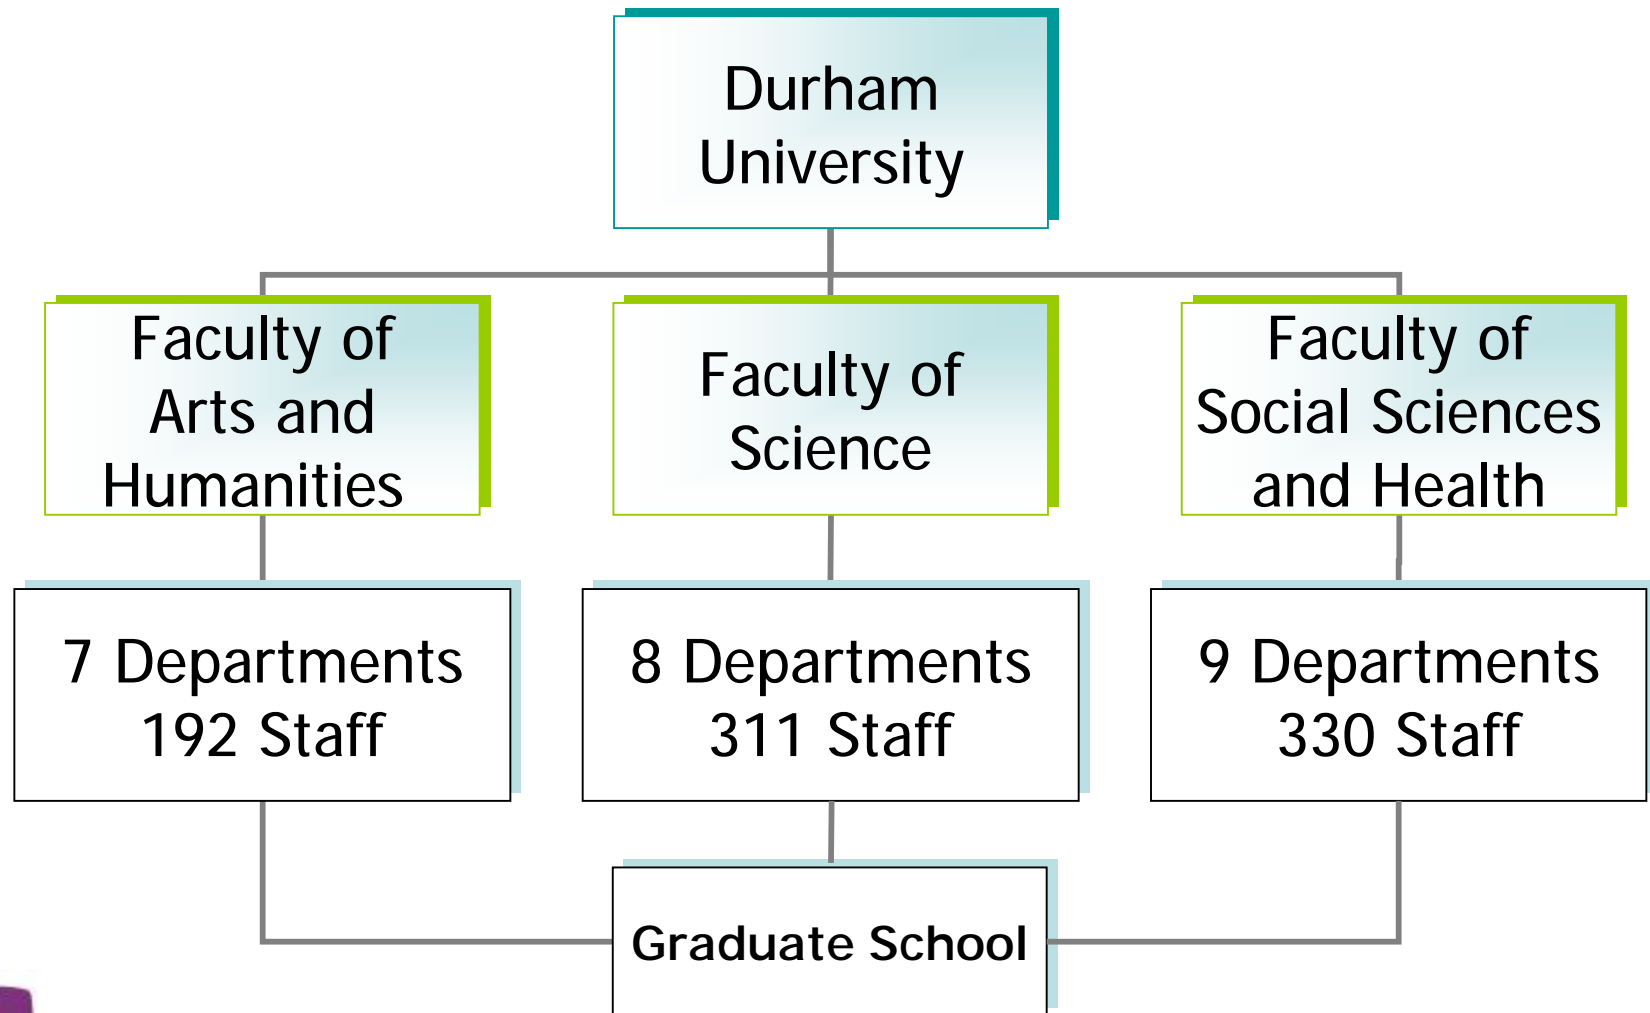 Durham
University
Faculty of
Arts and
Humanities
Faculty of
Science
Faculty of
Social Sciences
and Health
7 Departments
192 Staff
8 Departments
311 Staff
9 Departments
330 Staff
Graduate School